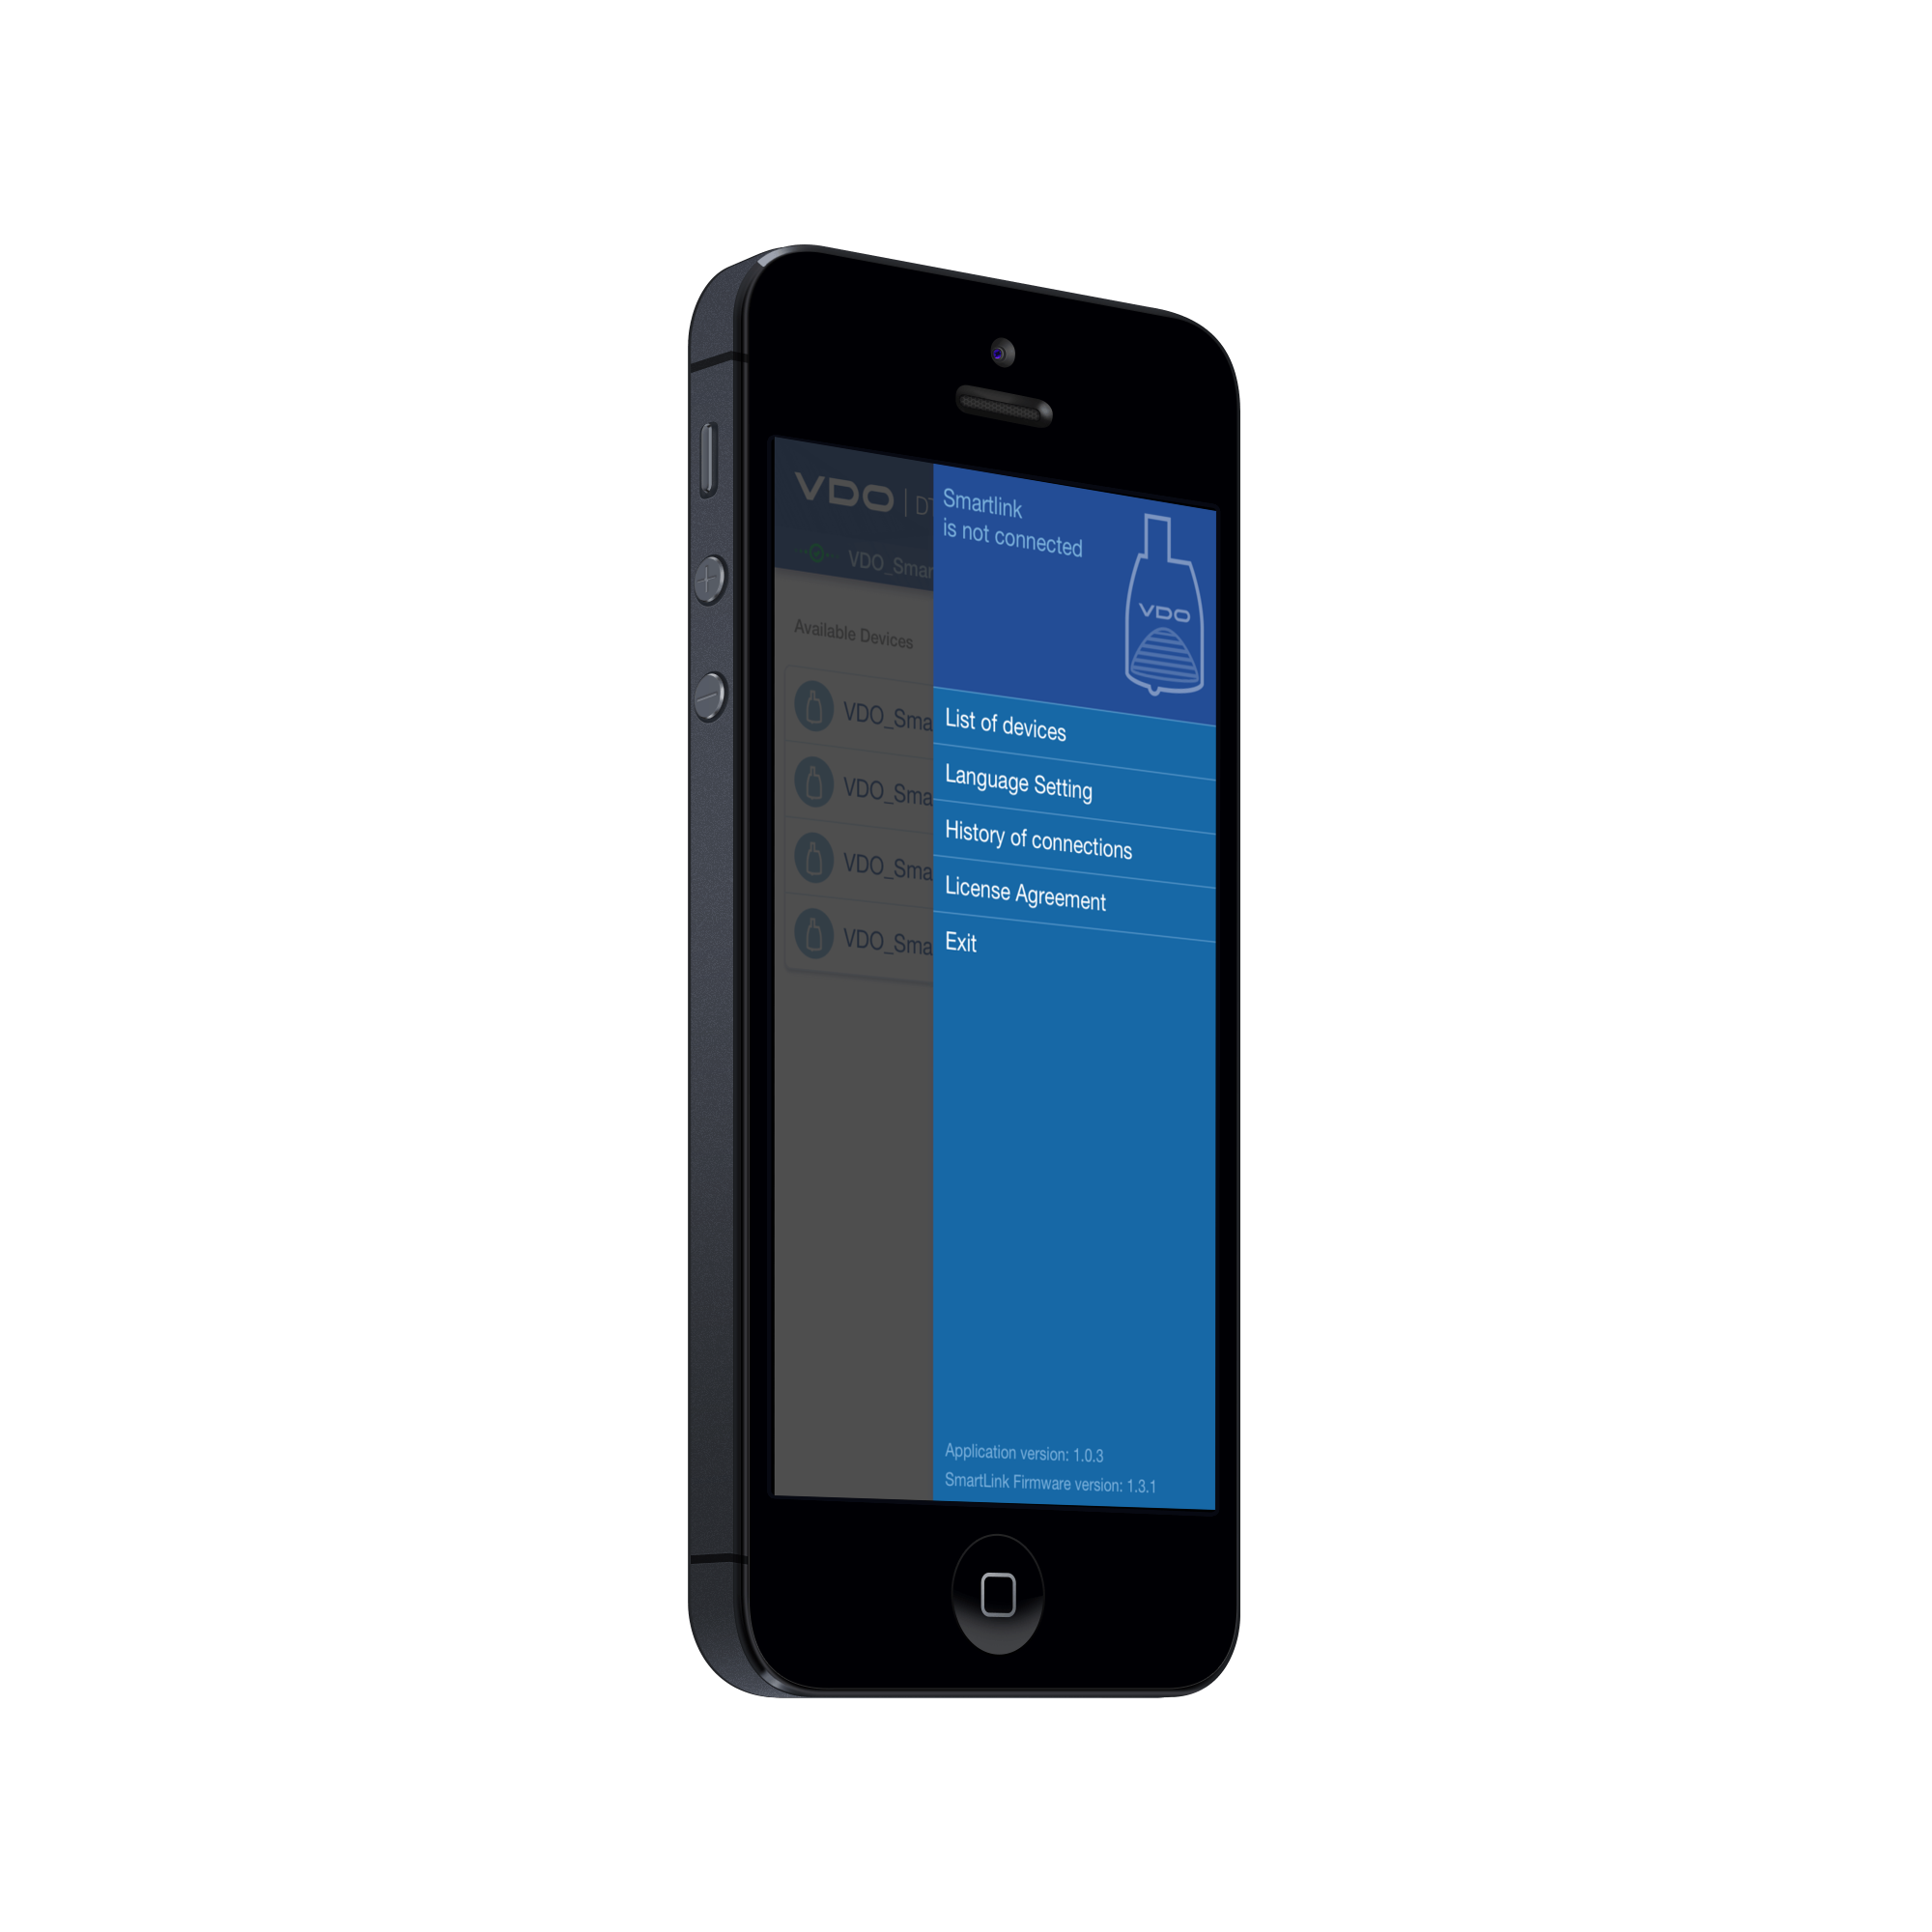 VDO
VDO_Smar
Available Devices
VDO_Sma
VDO_Sma
VDO_Sma
VDO_Sma
Smartlink
is not connected
VDO
List of devices
Language Setting
History of connections
License Agreement
Exit
Application version: 1.0.3
SmartLink Firmware version: 1.3.1